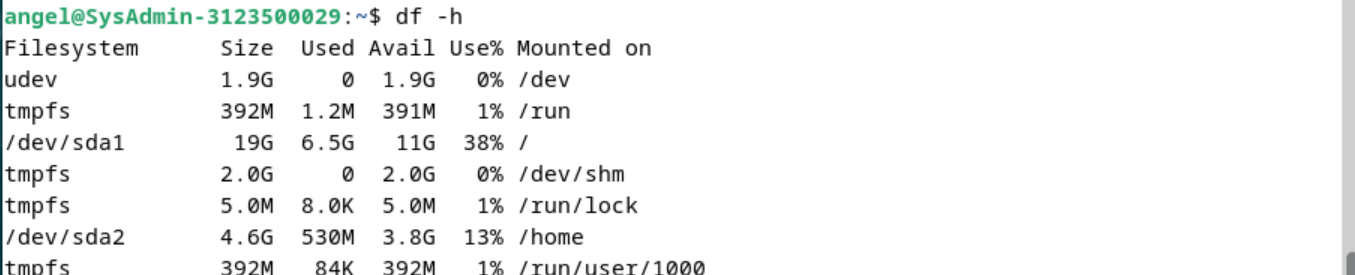 angel@SysAdmin-3123500029:~$ df -h
Filesystem      Size  Used Avail Use% Mounted on
udev            1.9G     0  1.9G   0% /dev
tmpfs           392M  1.2M  391M   1% /run
/dev/sda1        19G  6.5G   11G  38% /
tmpfs           2.0G     0  2.0G   0% /dev/shm
tmpfs           5.0M  8.0K  5.0M   1% /run/lock
/dev/sda2       4.6G  530M  3.8G  13% /home
tmpfs           392M   84K  392M   1% /run/user/1000